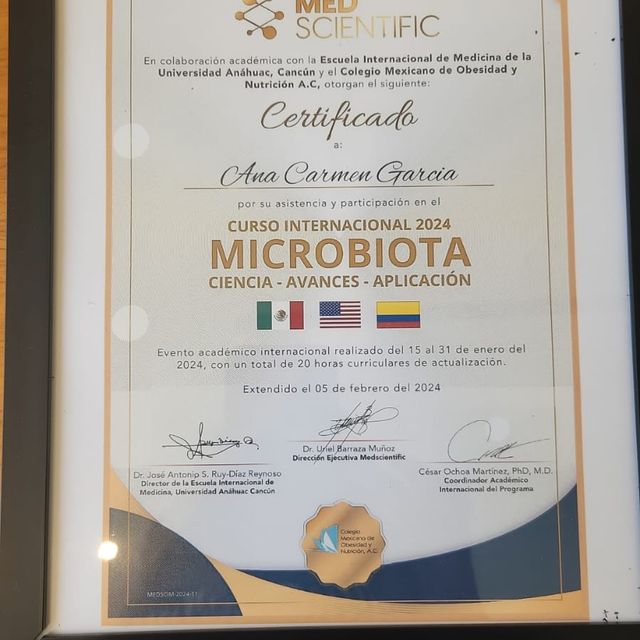 MED
SCIENTIFIC
En colaboración académica con la Escuela Internacional de Medicina de la
Universidad Anáhuac, Cancún y el Colegio Mexicano de Obesidad y
Nutrición A.C, otorgan el siguiente:
Certificado
a:
Ana Carmen Garcia
por su asistencia y participación en el
CURSO INTERNACIONAL 2024
MICROBIOTA
CIENCIA - AVANCES - APLICACIÓN
Evento académico internacional realizado del 15 al 31 de enero del
2024, con un total de 20 horas curriculares de actualización.
Extendido el 05 de febrero del 2024
Dr. José Antonio S. Ruy-Díaz Reynoso
Director de la Escuela Internacional de
Medicina, Universidad Anáhuac Cancún
Dr. Uriel Barraza Muñoz
Dirección Ejecutiva Medscientific
César Ochoa Martínez, PhD, M.D.
Coordinador Académico
Internacional del Programa
Colegio
Mexicano de
Obesidad y
Nutrición, A.C.